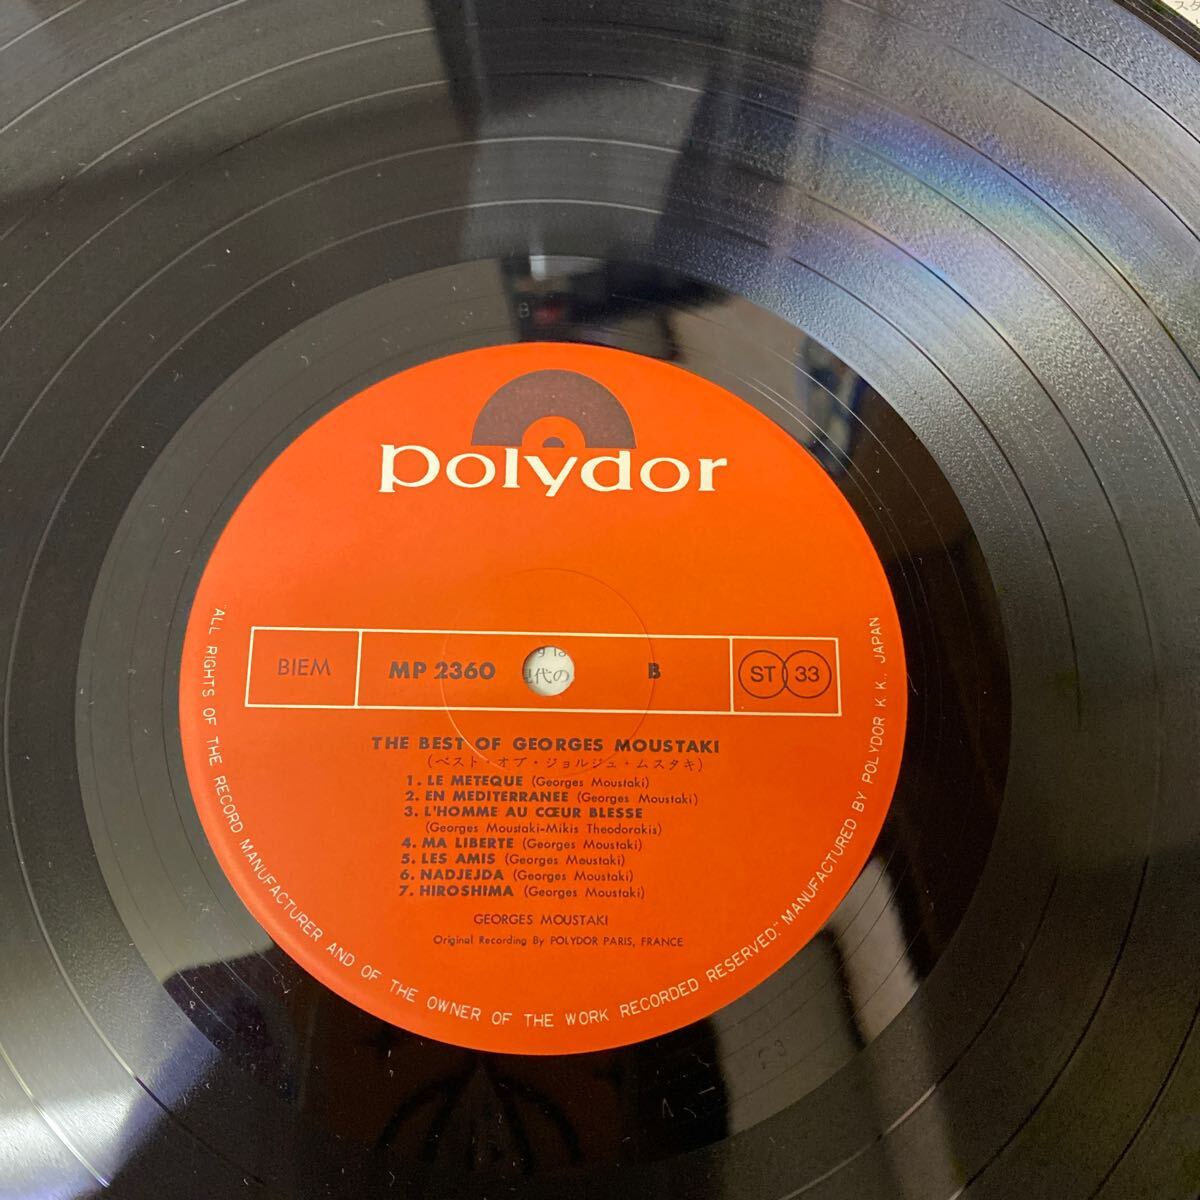 polydor
BIEM MP 2360 B ST 33
THE BEST OF GEORGES MOUSTAKI
(ベスト・オブ・ジョルジュ・ムスタキ)
1. LE METEQUE (Georges Moustaki)
2. EN MEDITERRANEE (Georges Moustaki)
3. L'HOMME AU CŒUR BLESSE
(Georges Moustaki-Mikis Theodorakis)
4. MA LIBERTE (Georges Moustaki)
5. LES AMIS (Georges Moustaki)
6. NADJEJDA (Georges Moustaki)
7. HIROSHIMA (Georges Moustaki)
GEORGES MOUSTAKI
Original Recording By POLYDOR PARIS, FRANCE
ALL RIGHTS OF THE RECORD MANUFACTURER AND OF THE OWNER OF THE WORK RECORDED RESERVED." MANUFACTURED BY POLYDOR K K., JAPAN